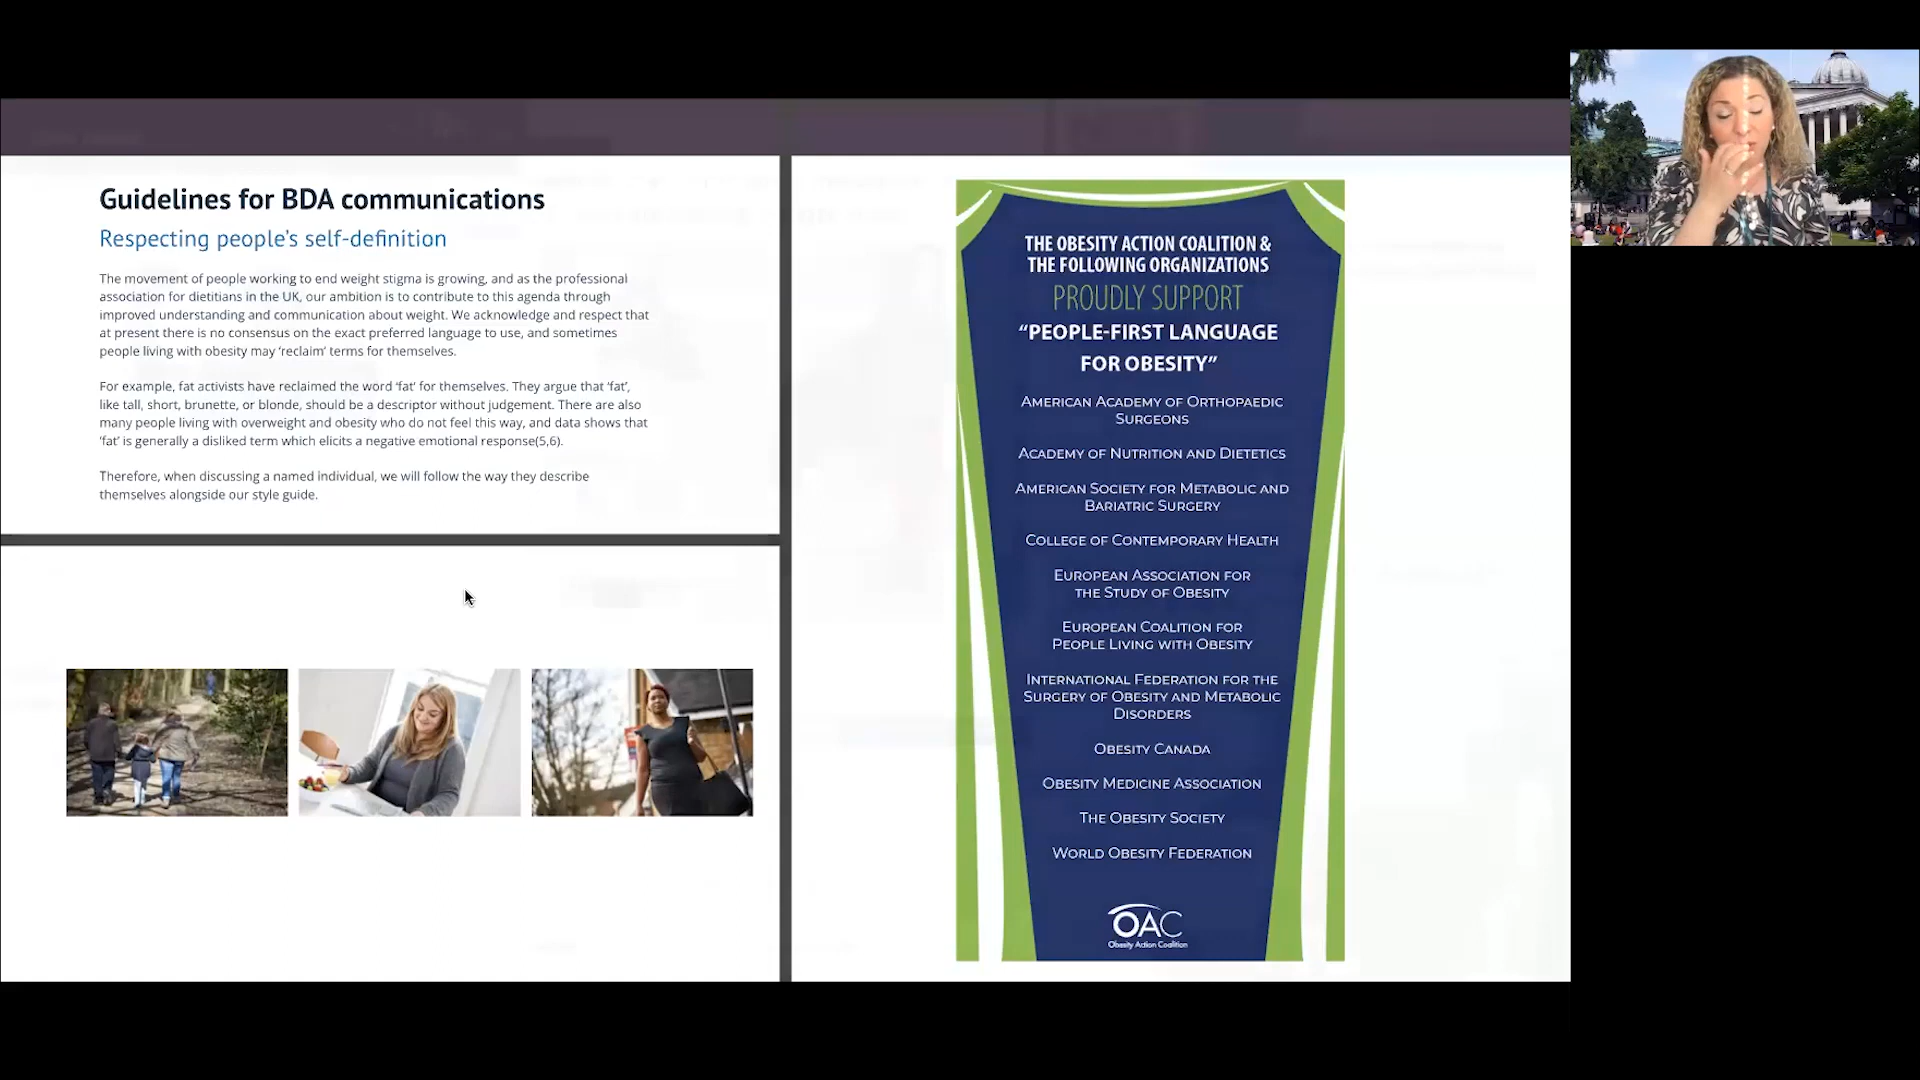 Guidelines for BDA communications
Respecting people's self-definition
The movement of people working to end weight stigma is growing, and as the professional
association for dietitians in the UK, our ambition is to contribute to this agenda through
improved understanding and communication about weight. We acknowledge and respect that
at present there is no consensus on the exact preferred language to use, and sometimes
people living with obesity may 'reclaim' terms for themselves.
For example, fat activists have reclaimed the word 'fat' for themselves. They argue that 'fat',
like tall, short, brunette, or blonde, should be a descriptor without judgement. There are also
many people living with overweight and obesity who do not feel this way, and data shows that
'fat' is generally a disliked term which elicits a negative emotional response(5,6).
Therefore, when discussing a named individual, we will follow the way they describe
themselves alongside our style guide.
THE OBESITY ACTION COALITION &
THE FOLLOWING ORGANIZATIONS
PROUDLY SUPPORT
"PEOPLE-FIRST LANGUAGE
FOR OBESITY"
AMERICAN ACADEMY OF ORTHOPAEDIC
SURGEONS
ACADEMY OF NUTRITION AND DIETETICS
AMERICAN SOCIETY FOR METABOLIC AND
BARIATRIC SURGERY
COLLEGE OF CONTEMPORARY HEALTH
EUROPEAN ASSOCIATION FOR
THE STUDY OF OBESITY
EUROPEAN COALITION FOR
PEOPLE LIVING WITH OBESITY
INTERNATIONAL FEDERATION FOR THE
SURGERY OF OBESITY AND METABOLIC
DISORDERS
OBESITY CANADA
OBESITY MEDICINE ASSOCIATION
THE OBESITY SOCIETY
WORLD OBESITY FEDERATION
OAC
Obesity Action Coalition